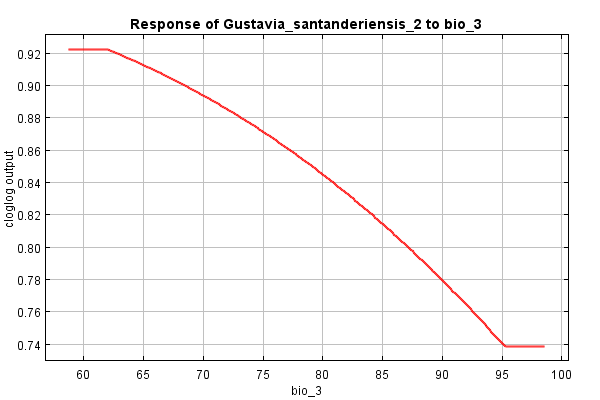 Response of Gustavia_santanderiensis_2 to bio_3
cloglog output
0.92
0.90
0.88
0.86
0.84
0.82
0.80
0.78
0.76
0.74
60 65 70 75 80 85 90 95 100
bio_3